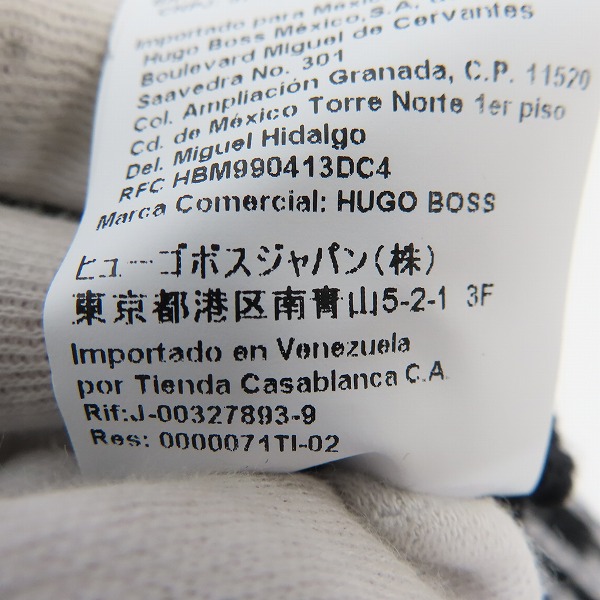 Importado para México
Hugo Boss México, S.A.
Boulevard Miguel de Cervantes
Saavedra No. 301
Col. Ampliación Granada, C.P. 11520
Cd. de México Torre Norte 1er piso
Del. Miguel Hidalgo
RFC HBM990413DC4
Marca Comercial: HUGO BOSS
ヒューゴボスジャパン(株)
東京都港区南青山5-2-1 3F
Importado en Venezuela
por Tienda Casablanca C.A.
Rif:J-00327893-9
Res: 0000071TI-02